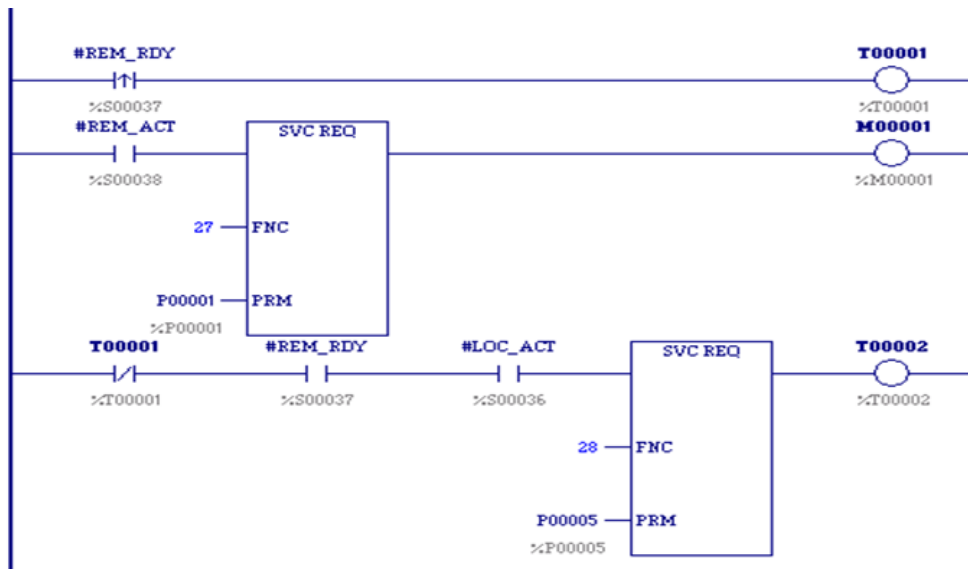 #REM_RDY T00001
%S00037 %T00001
#REM_ACT SVC REQ M00001
%S00038 %M00001
27 FNC
P00001 PRM
%P00001
T00001 #REM_RDY #LOC_ACT SVC REQ T00002
%T00001 %S00037 %S00036 %T00002
28 FNC
P00005 PRM
%P00005